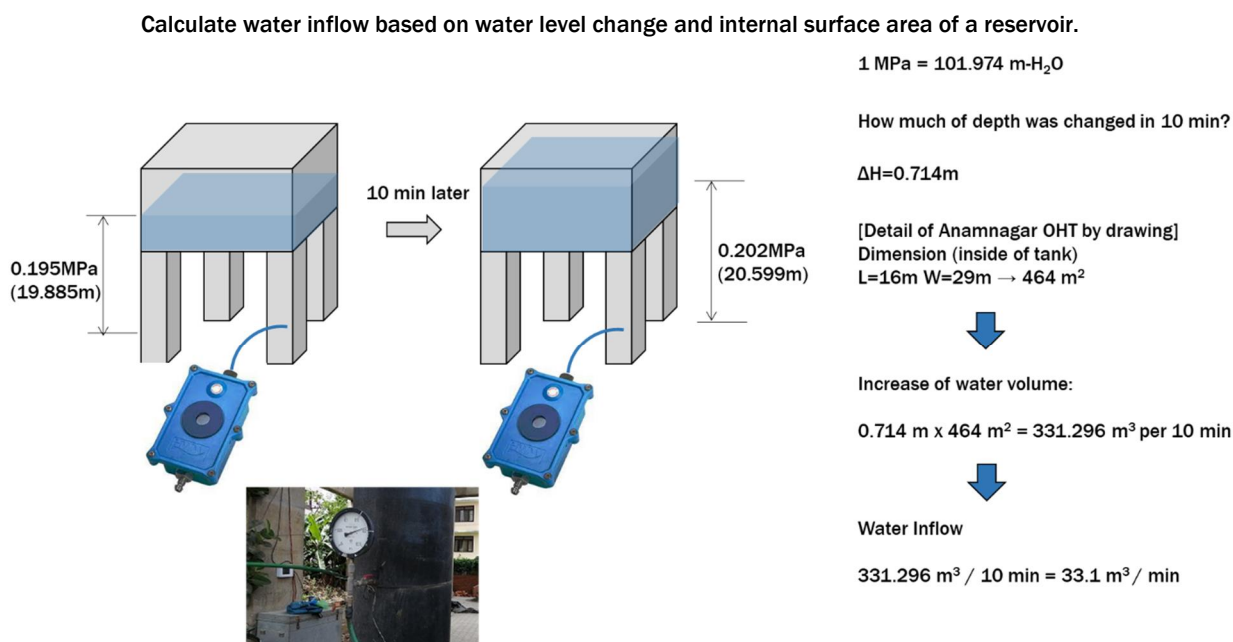 Calculate water inflow based on water level change and internal surface area of a reservoir.
1 MPa = 101.974 m-H₂O
How much of depth was changed in 10 min?
ΔH=0.714m
[Detail of Anamnagar OHT by drawing]
Dimension (inside of tank)
L=16m W=29m → 464 m²
Increase of water volume:
0.714 m x 464 m² = 331.296 m³ per 10 min
Water Inflow
331.296 m³ / 10 min = 33.1 m³ / min
0.195MPa
(19.885m)
10 min later
0.202MPa
(20.599m)